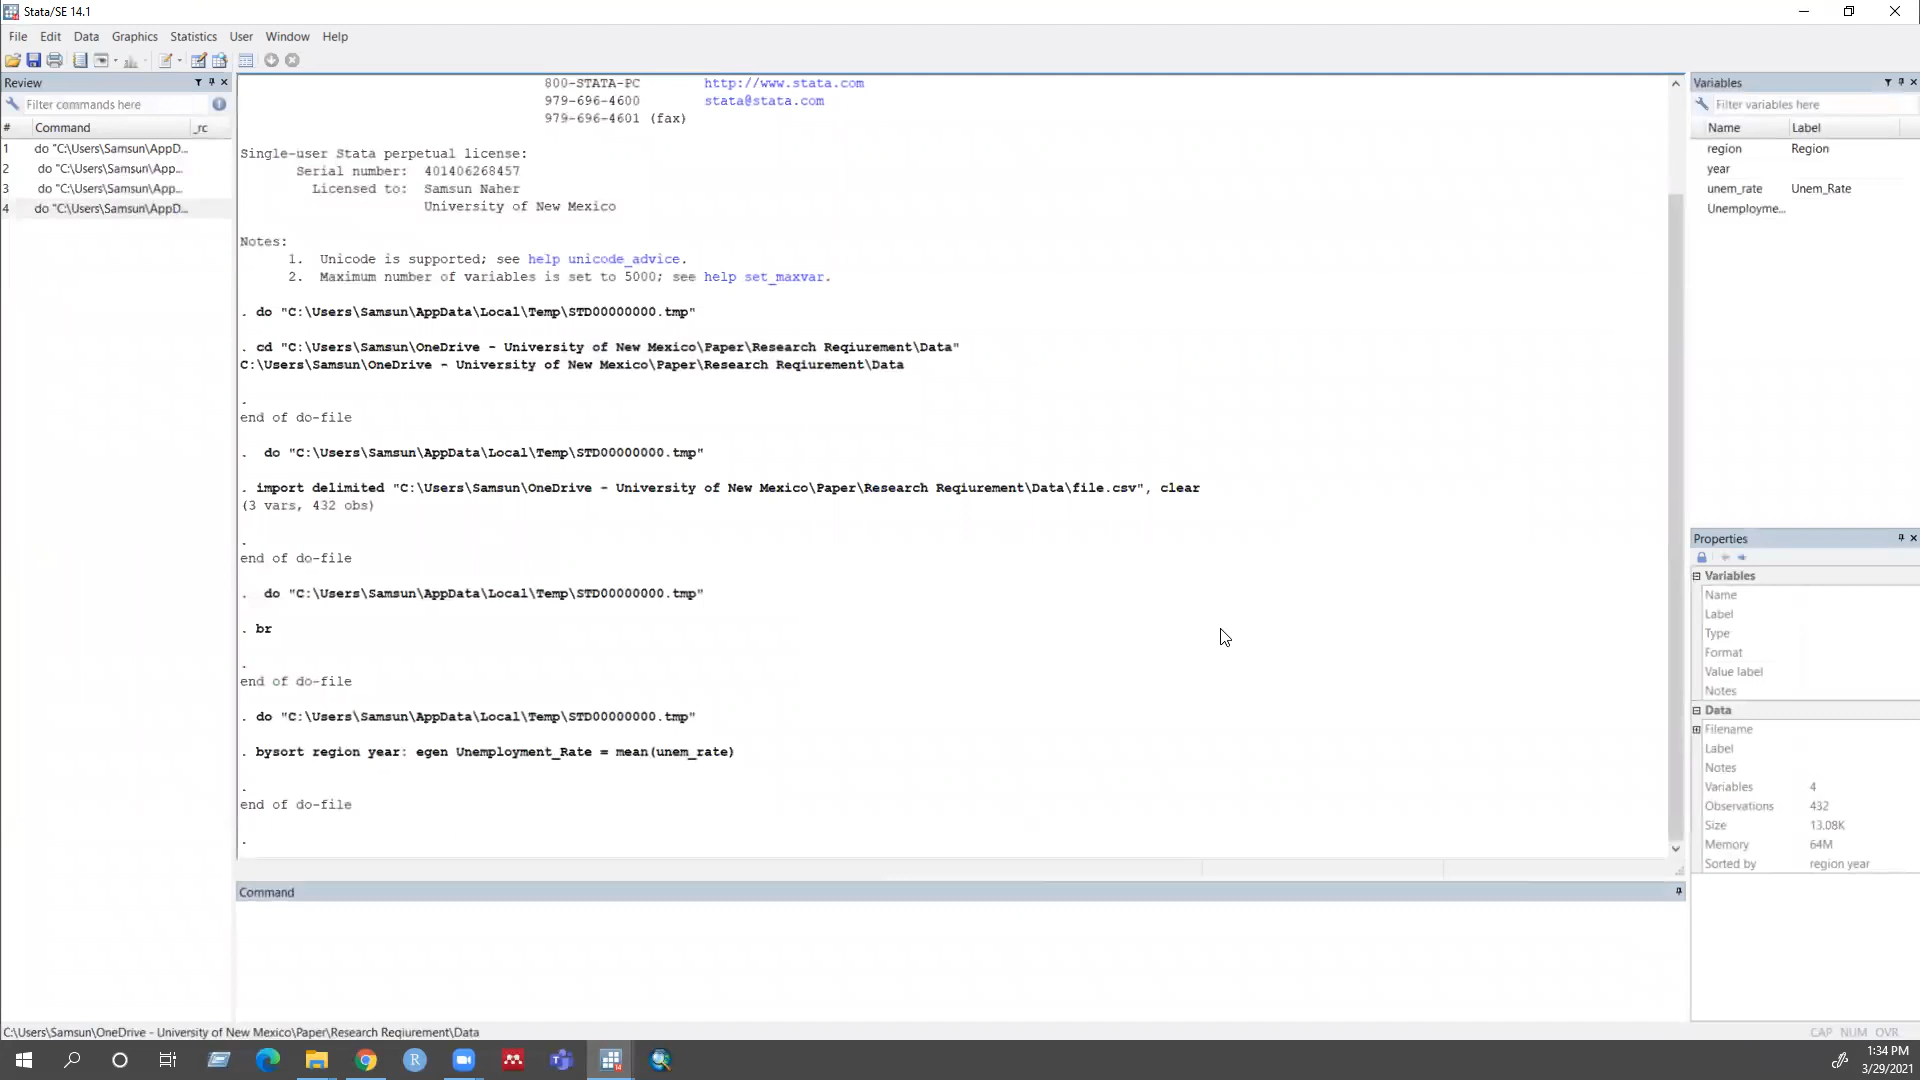 Stata/SE 14.1
File Edit Data Graphics Statistics User Window Help
Review
Filter commands here
# Command _rc
1 do "C:\Users\Samsun\AppD...
2 do "C:\Users\Samsun\App...
3 do "C:\Users\Samsun\App...
4 do "C:\Users\Samsun\AppD...
800-STATA-PC http://www.stata.com
979-696-4600 stata@stata.com
979-696-4601 (fax)
Single-user Stata perpetual license:
Serial number: 401406268457
Licensed to: Samsun Naher
University of New Mexico
Notes:
1. Unicode is supported; see help unicode_advice.
2. Maximum number of variables is set to 5000; see help set_maxvar.
. do "C:\Users\Samsun\AppData\Local\Temp\STD00000000.tmp"
. cd "C:\Users\Samsun\OneDrive - University of New Mexico\Paper\Research Reqiurement\Data"
C:\Users\Samsun\OneDrive - University of New Mexico\Paper\Research Reqiurement\Data
.
end of do-file
. do "C:\Users\Samsun\AppData\Local\Temp\STD00000000.tmp"
. import delimited "C:\Users\Samsun\OneDrive - University of New Mexico\Paper\Research Reqiurement\Data\file.csv", clear
(3 vars, 432 obs)
.
end of do-file
. do "C:\Users\Samsun\AppData\Local\Temp\STD00000000.tmp"
. br
.
end of do-file
. do "C:\Users\Samsun\AppData\Local\Temp\STD00000000.tmp"
. bysort region year: egen Unemployment_Rate = mean(unem_rate)
.
end of do-file
.
Command
Variables
Filter variables here
Name Label
region Region
year
unem_rate Unem_Rate
Unemployme...
Properties
Variables
Name
Label
Type
Format
Value label
Notes
Data
Filename
Label
Notes
Variables 4
Observations 432
Size 13.08K
Memory 64M
Sorted by region year
C:\Users\Samsun\OneDrive - University of New Mexico\Paper\Research Reqiurement\Data
CAP NUM OVR
1:34 PM
3/29/2021